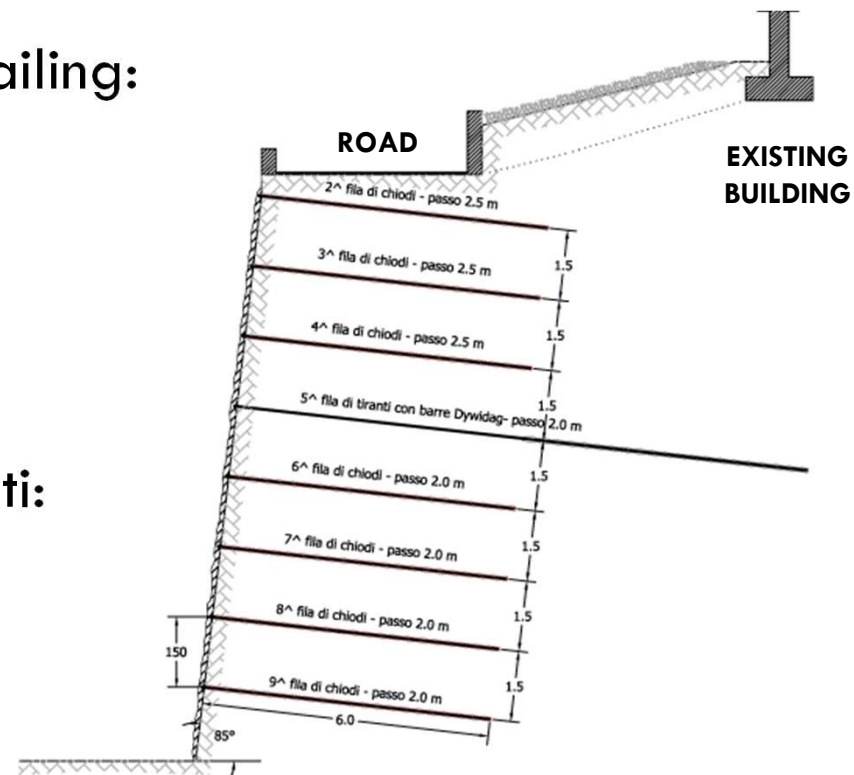 ailing:
ROAD
EXISTING
BUILDING
2^ fila di chiodi - passo 2.5 m
1.5
3^ fila di chiodi - passo 2.5 m
1.5
4^ fila di chiodi - passo 2.5 m
1.5
5^ fila di tiranti con barre Dywidag- passo 2.0 m
ti:
1.5
6^ fila di chiodi - passo 2.0 m
1.5
7^ fila di chiodi - passo 2.0 m
1.5
8^ fila di chiodi - passo 2.0 m
150
1.5
9^ fila di chiodi - passo 2.0 m
6.0
85°